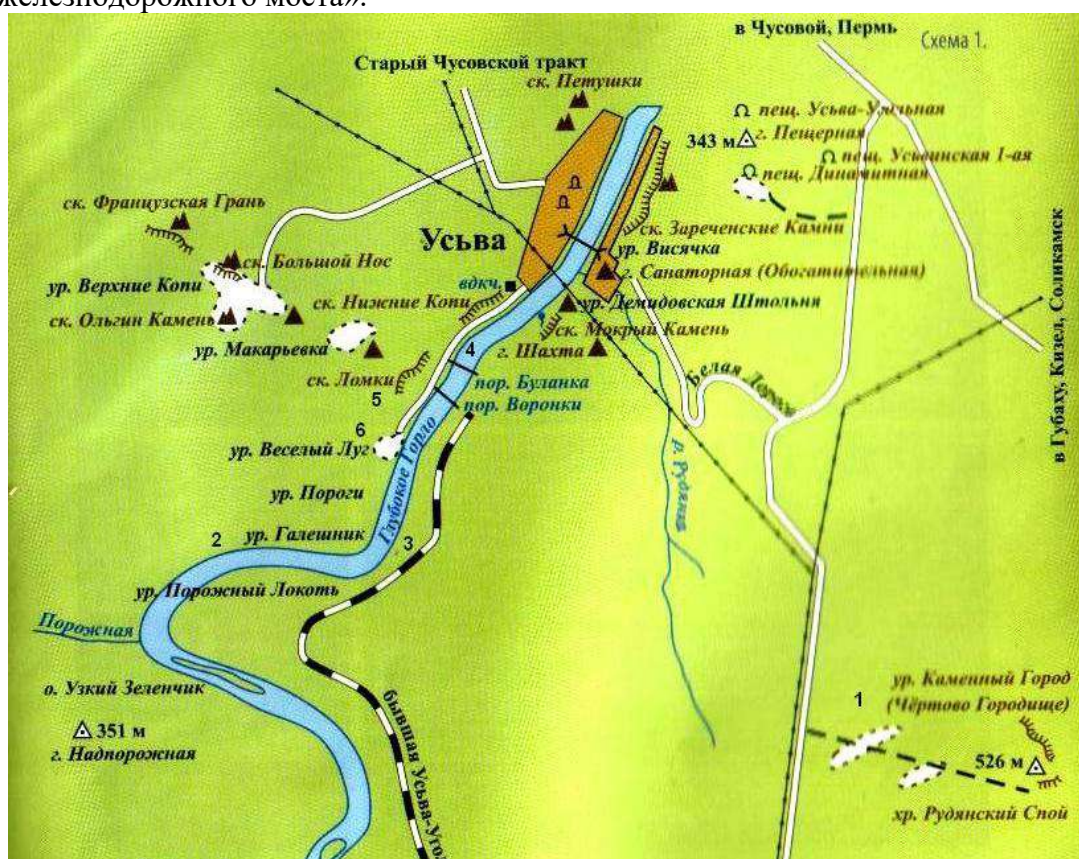 железнодорожного моста».
в Чусовой, Пермь
Схема 1.
Старый Чусовской тракт
ск. Петушки
пещ. Усьва-Угольная
343 м
г. Пещерная
пещ. Усьвинская 1-ая
пещ. Динамитная
ск. Французская Грань
ск. Зареченские Камни
Усьва
ур. Висячка
ск. Большой Нос
г. Санаторная (Обогатительная)
ур. Верхние Копи
вдкч.
ск. Нижние Копи
ур. Демидовская Штольня
ск. Ольгин Камень
ск. Мокрый Камень
ур. Макарьевка
4
г. Шахта
ск. Ломки
пор. Буланка
Белая Дорога
5
пор. Воронки
в Губаху, Кизел, Соликамск
6
ур. Веселый Луг
Глубокое Горло
р. Рудянка
ур. Пороги
2
ур. Галешник
3
ур. Порожный Локоть
Порожная
о. Узкий Зеленчик
1
ур. Каменный Город
(Чёртово Городище)
351 м
г. Надпорожная
526 м
бывшая Усьва-Уго
хр. Рудянский Спой